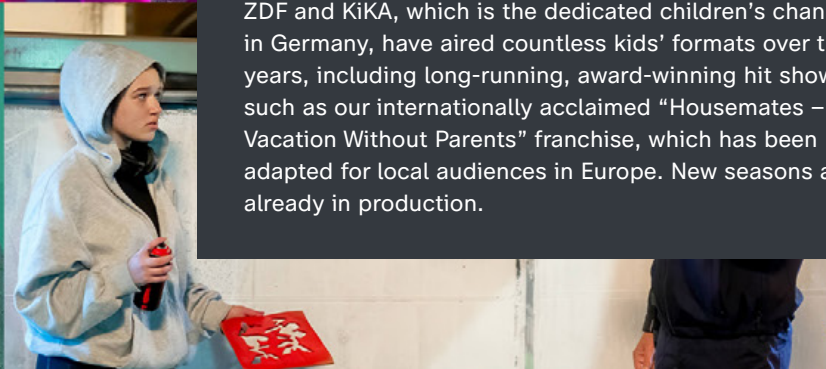 ZDF and KiKA, which is the dedicated children’s
in Germany, have aired countless kids’ formats over
years, including long-running, award-winning hit
such as our internationally acclaimed “Housemates –
Vacation Without Parents” franchise, which has been
adapted for local audiences in Europe. New seasons
already in production.